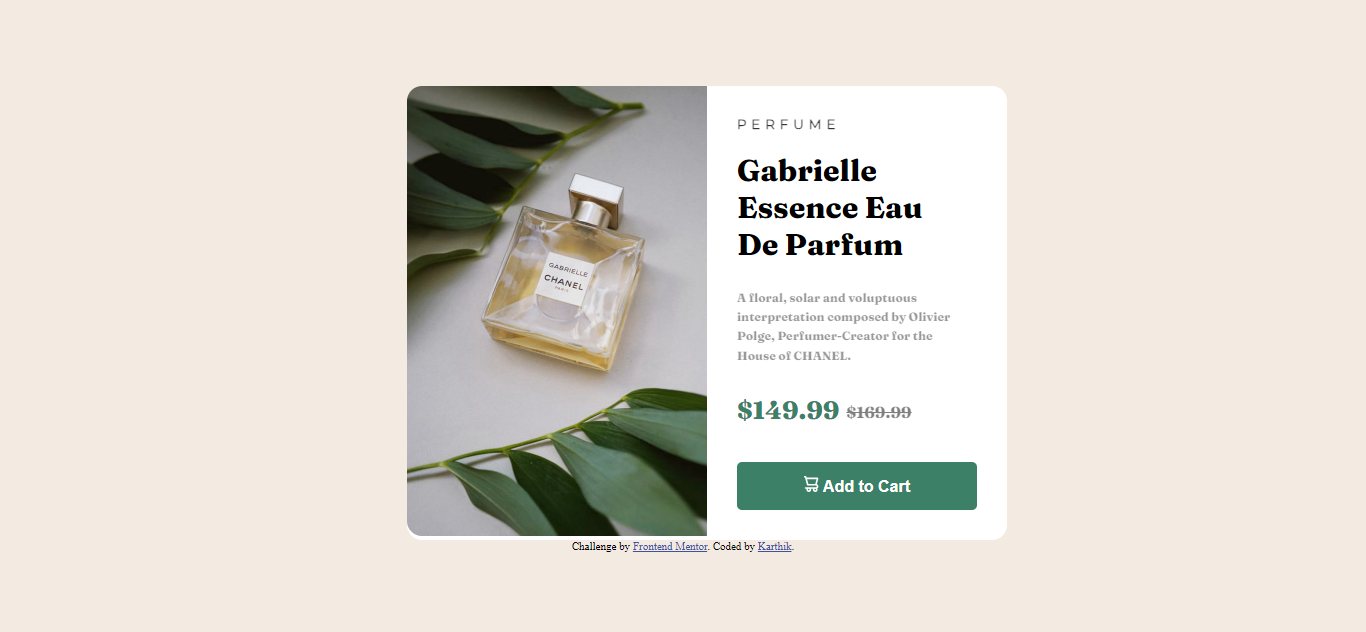 PERFUME
Gabrielle
Essence Eau
De Parfum
A floral, solar and voluptuous
interpretation composed by Olivier
Polge, Perfumer-Creator for the
House of CHANEL.
$149.99 $169.99
Add to Cart
GABRIELLE
CHANEL
PARIS
Challenge by Frontend Mentor. Coded by Karthik.